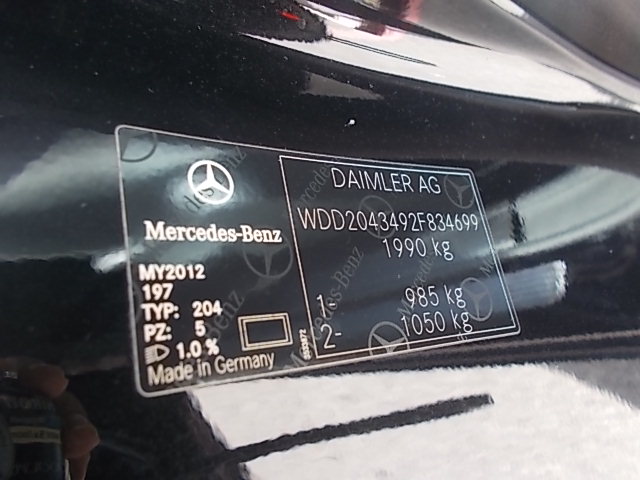 Mercedes-Benz
MY2012
197
TYP: 204
PZ: 5
1.0 %
Made in Germany
DAIMLER AG
WDD2043492F834699
1990 kg
1- 985 kg
2- 1050 kg